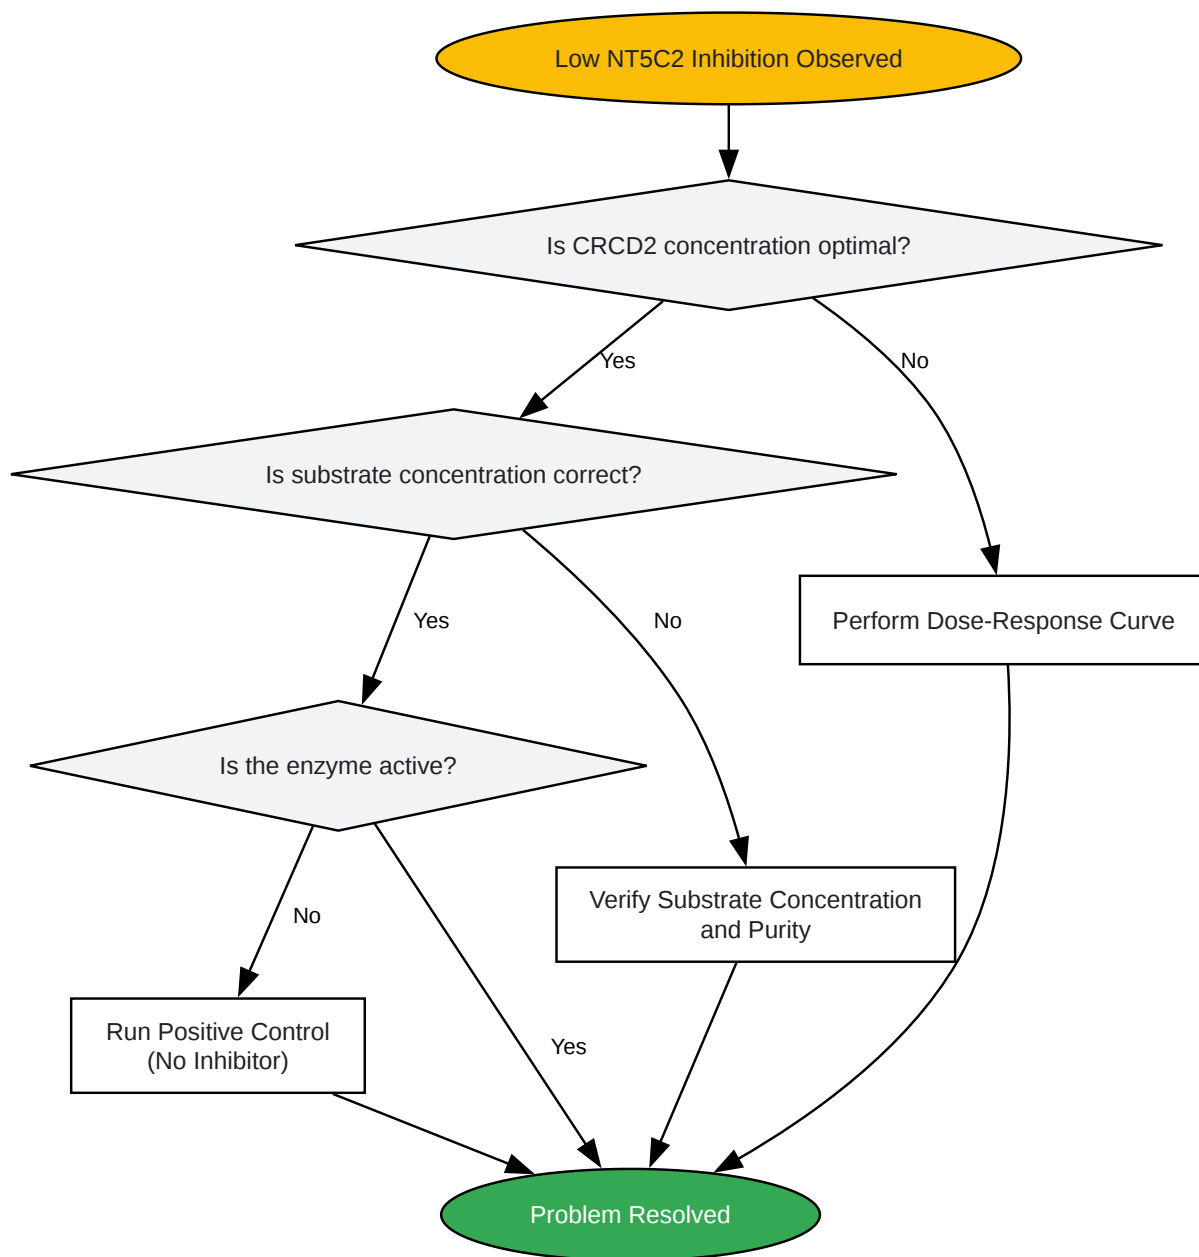 Low NT5C2 Inhibition Observed
Is CRCD2 concentration optimal?
Yes
No
Is substrate concentration correct?
Yes
No
Perform Dose-Response Curve
Is the enzyme active?
No
Yes
Verify Substrate Concentration
and Purity
Run Positive Control
(No Inhibitor)
Problem Resolved